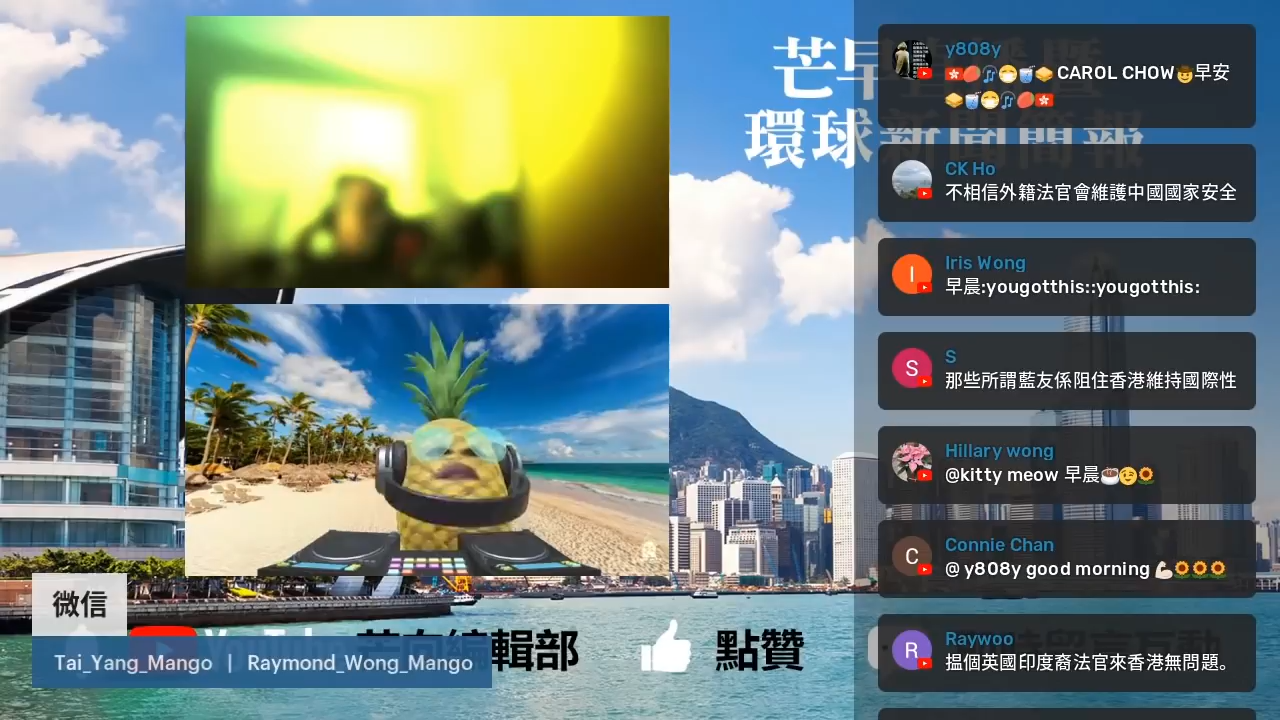 芒早
環球新聞簡報
y808y
CAROL CHOW🤠早安
CK Ho
不相信外籍法官會維護中國國家安全
Iris Wong
早晨:yougotthis::yougotthis:
S
那些所謂藍友係阻住香港維持國際性
Hillary wong
@kitty meow 早晨☕😉🌻
Connie Chan
@ y808y good morning 💪🏻🌻🌻🌻
Raywoo
揾個英國印度裔法官來香港無問題。
微信
輯部
點贊
Tai_Yang_Mango | Raymond_Wong_Mango